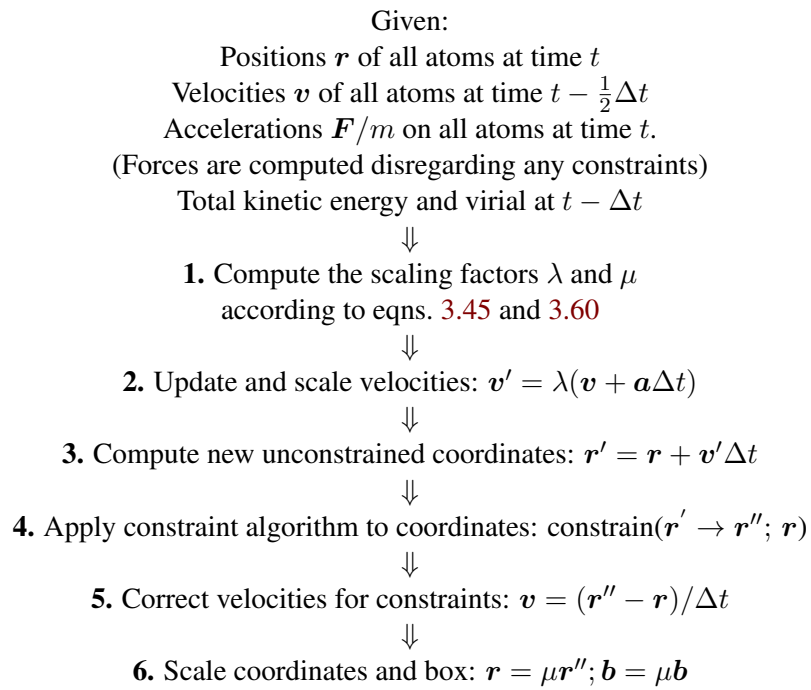 Given:
Positions r of all atoms at time t
Velocities v of all atoms at time t − ½Δt
Accelerations F/m on all atoms at time t.
(Forces are computed disregarding any constraints)
Total kinetic energy and virial at t − Δt
⇓
1. Compute the scaling factors λ and μ
according to eqns. 3.45 and 3.60
⇓
2. Update and scale velocities: v′ = λ(v + aΔt)
⇓
3. Compute new unconstrained coordinates: r′ = r + v′Δt
⇓
4. Apply constraint algorithm to coordinates: constrain(r′ → r″; r)
⇓
5. Correct velocities for constraints: v = (r″ − r)/Δt
⇓
6. Scale coordinates and box: r = μr″; b = μb